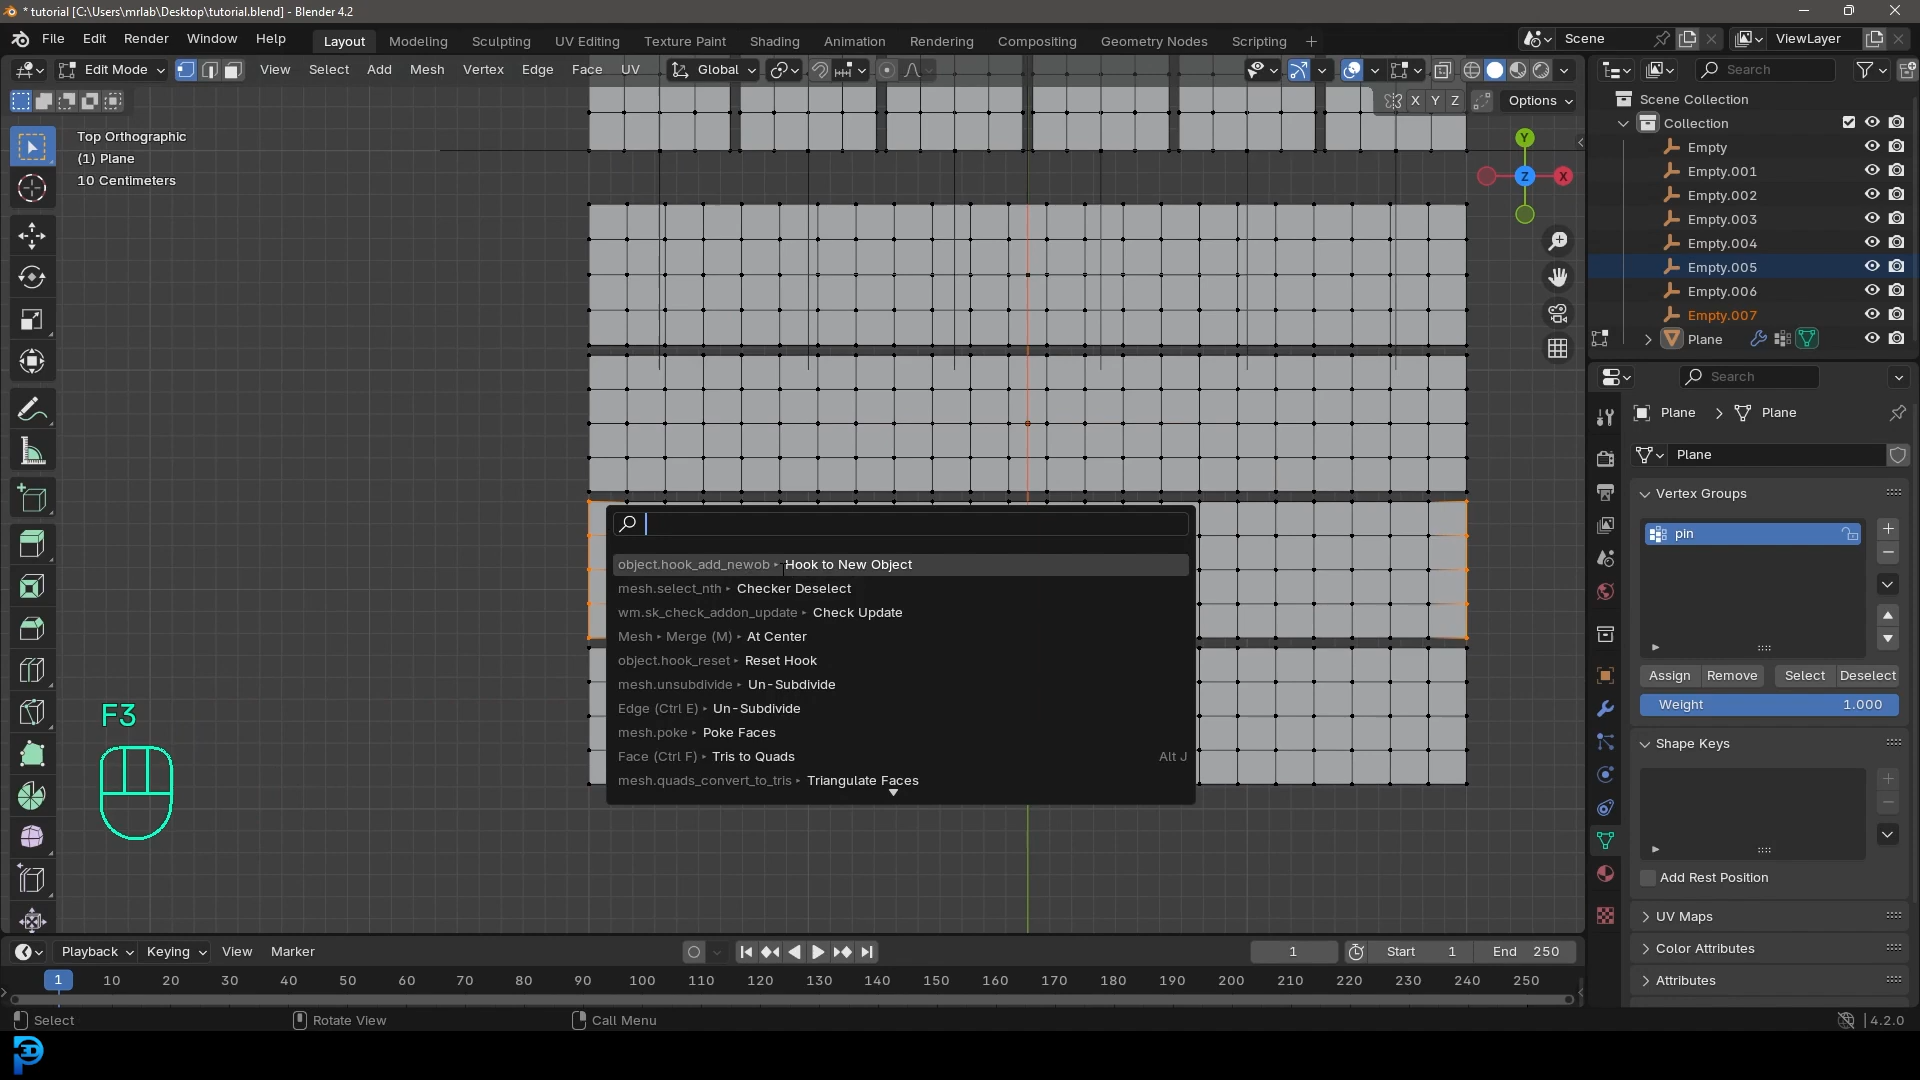 * tutorial [C:\Users\mrlab\Desktop\tutorial.blend] - Blender 4.2
File Edit Render Window Help Layout Modeling Sculpting UV Editing Texture Paint Shading Animation Rendering Compositing Geometry Nodes Scripting + Scene ViewLayer
Edit Mode View Select Add Mesh Vertex Edge Face UV Global Search
X Y Z Options
Top Orthographic
(1) Plane
10 Centimeters
Y
Z
X
Scene Collection
Collection
Empty
Empty.001
Empty.002
Empty.003
Empty.004
Empty.005
Empty.006
Empty.007
Plane
Search
Plane > Plane
Plane
Vertex Groups
pin
Assign Remove Select Deselect
Weight 1.000
Shape Keys
Add Rest Position
UV Maps
Color Attributes
Attributes
object.hook_add_newob ▸ Hook to New Object
mesh.select_nth ▸ Checker Deselect
wm.sk_check_addon_update ▸ Check Update
Mesh ▸ Merge (M) ▸ At Center
object.hook_reset ▸ Reset Hook
mesh.unsubdivide ▸ Un-Subdivide
Edge (Ctrl E) ▸ Un-Subdivide
mesh.poke ▸ Poke Faces
Face (Ctrl F) ▸ Tris to Quads Alt J
mesh.quads_convert_to_tris ▸ Triangulate Faces
F3
Playback Keying View Marker 1 Start 1 End 250
1 10 20 30 40 50 60 70 80 90 100 110 120 130 140 150 160 170 180 190 200 210 220 230 240 250
Select Rotate View Call Menu 4.2.0
3D